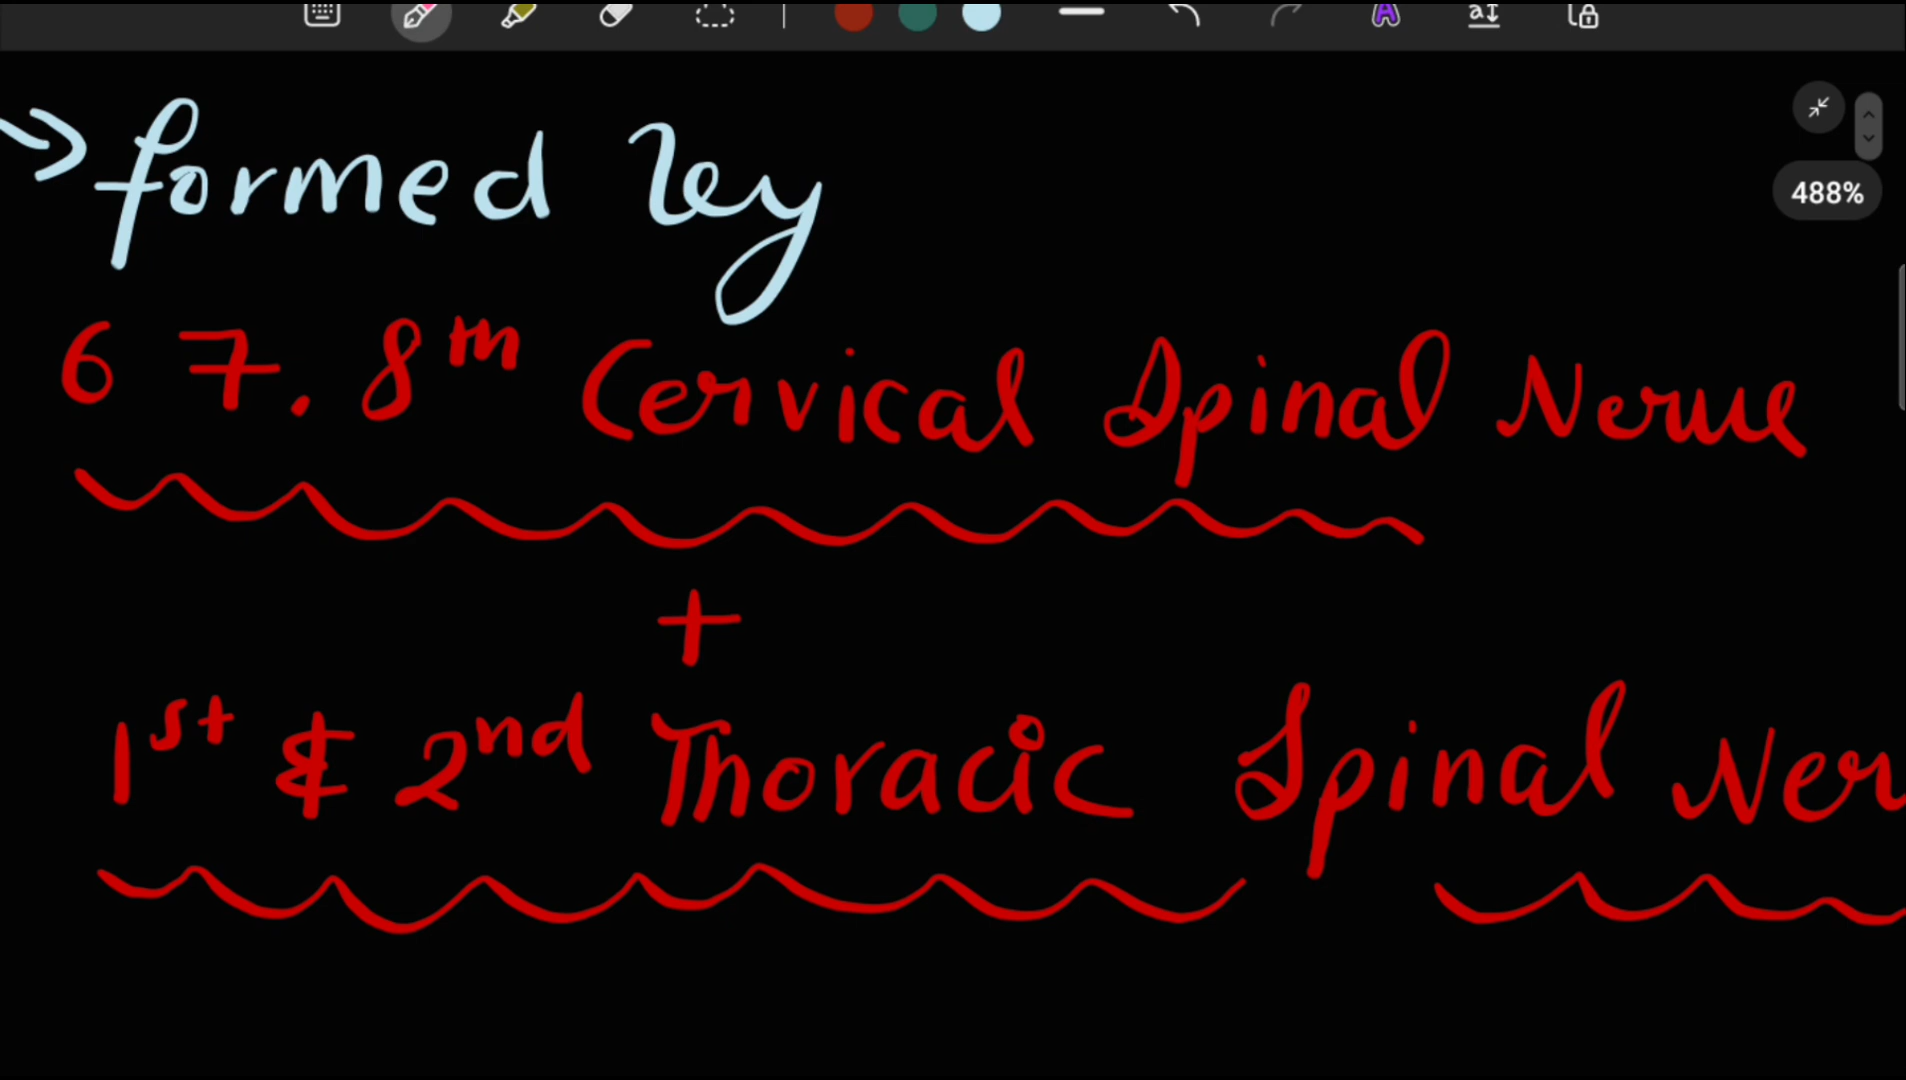 488%
→ formed by
6 7. 8th Cervical Spinal Nerve
+
1st & 2nd Thoracic Spinal Ner